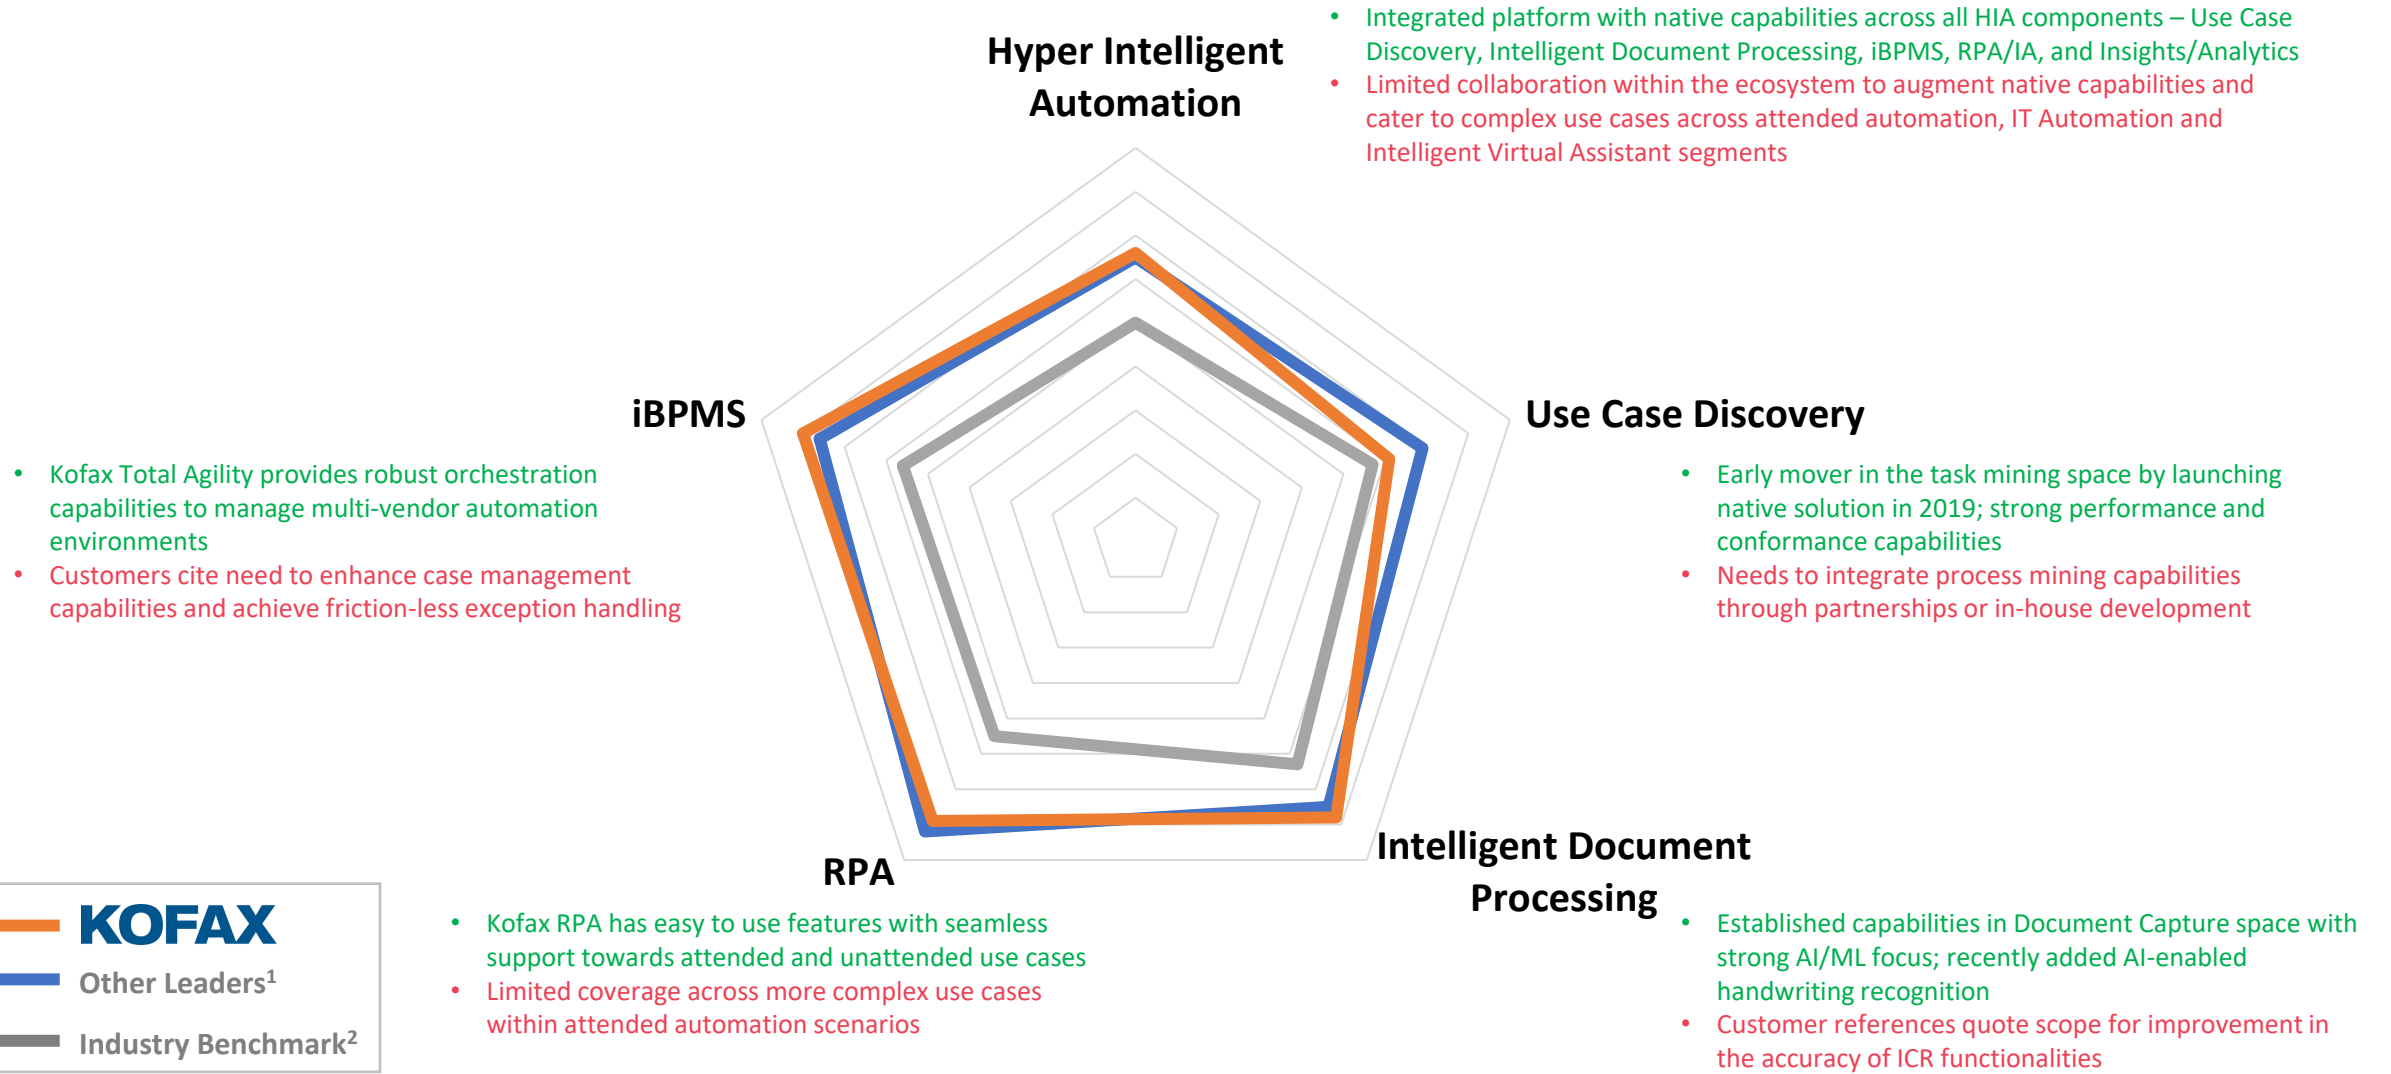 Hyper Intelligent
Automation
• Integrated platform with native capabilities across all HIA components – Use Case
Discovery, Intelligent Document Processing, iBPMS, RPA/IA, and Insights/Analytics
• Limited collaboration within the ecosystem to augment native capabilities and
cater to complex use cases across attended automation, IT Automation and
Intelligent Virtual Assistant segments
iBPMS
• Kofax Total Agility provides robust orchestration
capabilities to manage multi-vendor automation
environments
• Customers cite need to enhance case management
capabilities and achieve friction-less exception handling
Use Case Discovery
• Early mover in the task mining space by launching
native solution in 2019; strong performance and
conformance capabilities
• Needs to integrate process mining capabilities
through partnerships or in-house development
RPA
• Kofax RPA has easy to use features with seamless
support towards attended and unattended use cases
• Limited coverage across more complex use cases
within attended automation scenarios
Intelligent Document
Processing
• Established capabilities in Document Capture space with
strong AI/ML focus; recently added AI-enabled
handwriting recognition
• Customer references quote scope for improvement in
the accuracy of ICR functionalities
KOFAX
Other Leaders¹
Industry Benchmark²